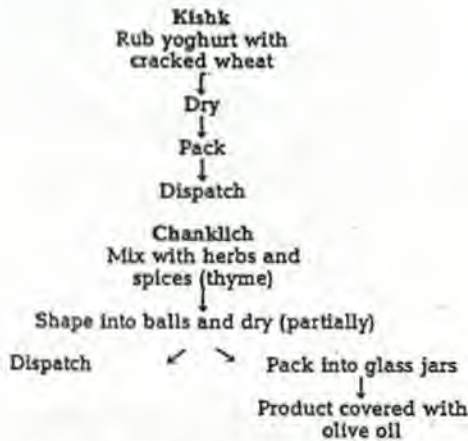 Kishk
Rub yoghurt with
cracked wheat
Dry
Pack
Dispatch
Chanklich
Mix with herbs and
spices (thyme)
Shape into balls and dry (partially)
Dispatch
Pack into glass jars
Product covered with
olive oil